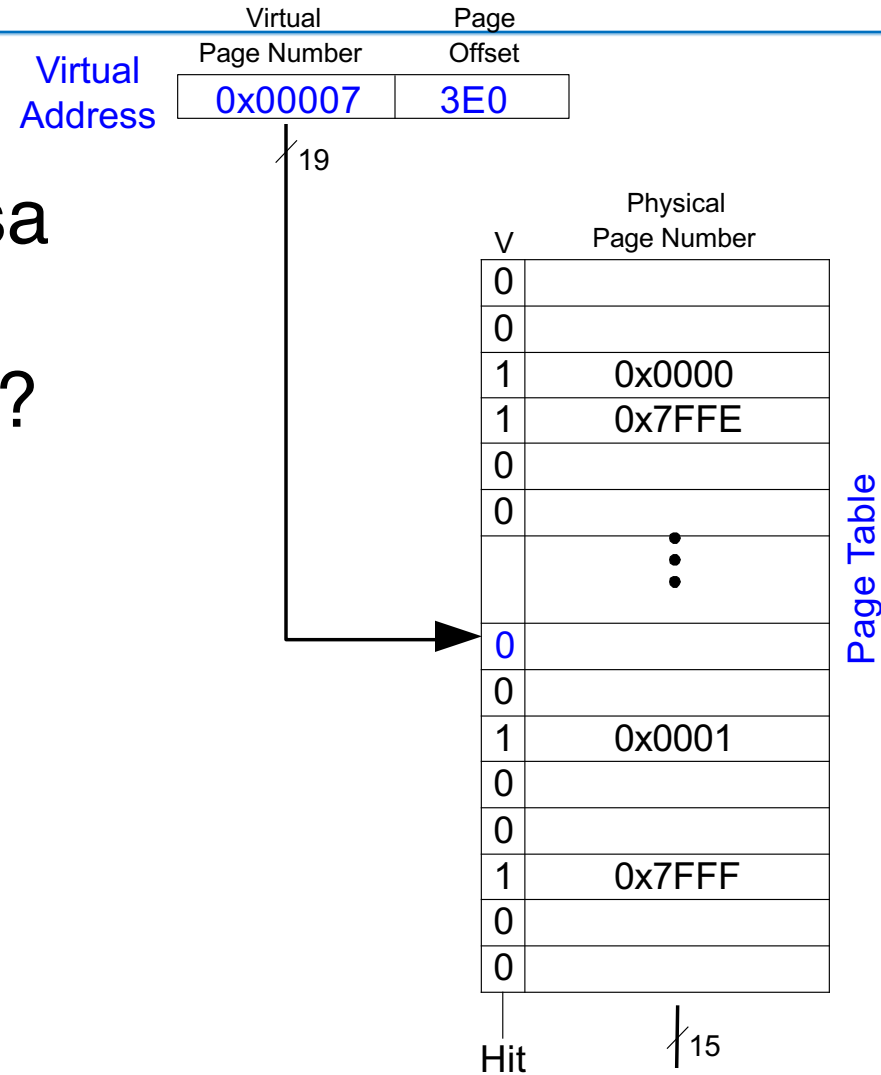 Virtual Page
Page Number Offset
Virtual
Address
0x00007 3E0
19
sa
?
Physical
V Page Number
0
0
1 0x0000
1 0x7FFE
0
0
0
0
1 0x0001
0
0
1 0x7FFF
0
0
Page Table
Hit
15